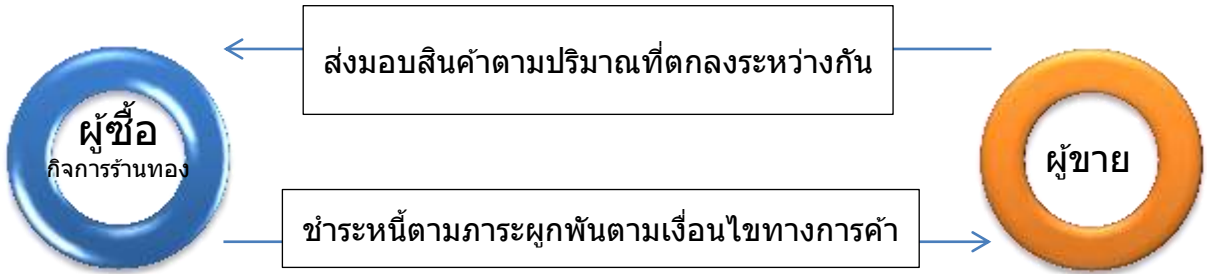 ส่งมอบสินค้าตามปริมาณที่ตกลงระหว่างกัน
ผู้ซื้อ
กิจการร้านทอง
ผู้ขาย
ชำระหนี้ตามภาระผูกพันตามเงื่อนไขทางการค้า